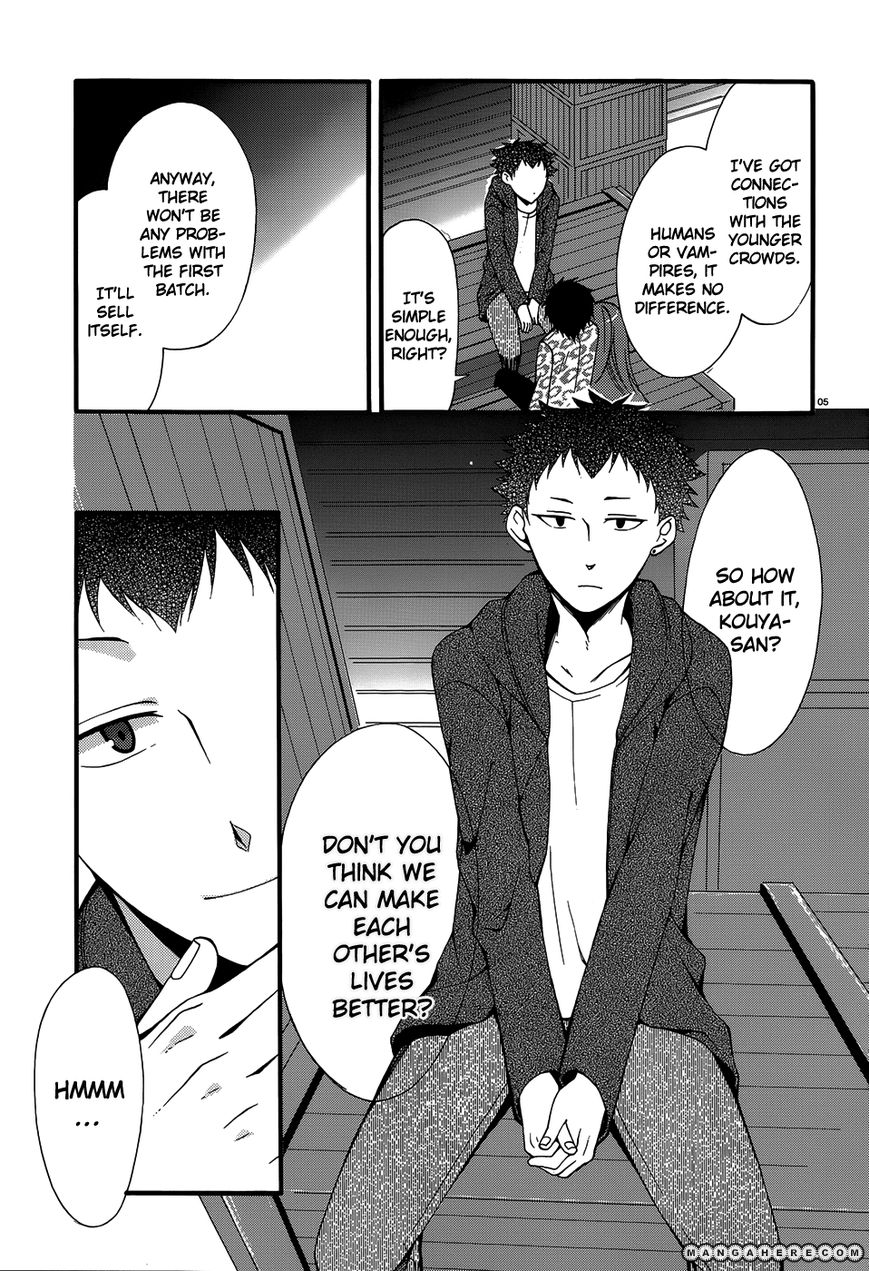 I'VE GOT
CONNEC-
TIONS
WITH THE
YOUNGER
CROWDS.
HUMANS
OR VAM-
PIRES, IT
MAKES NO
DIFFERENCE.
IT'S
SIMPLE
ENOUGH,
RIGHT?
ANYWAY,
THERE
WON'T BE
ANY PROB-
LEMS WITH
THE FIRST
BATCH.
IT'LL
SELL
ITSELF.
05
SO HOW
ABOUT IT,
KOUYA-
SAN?
DON'T YOU
THINK WE
CAN MAKE
EACH
OTHER'S
LIVES
BETTER?
HMMM
...
MANGAHERE.COM